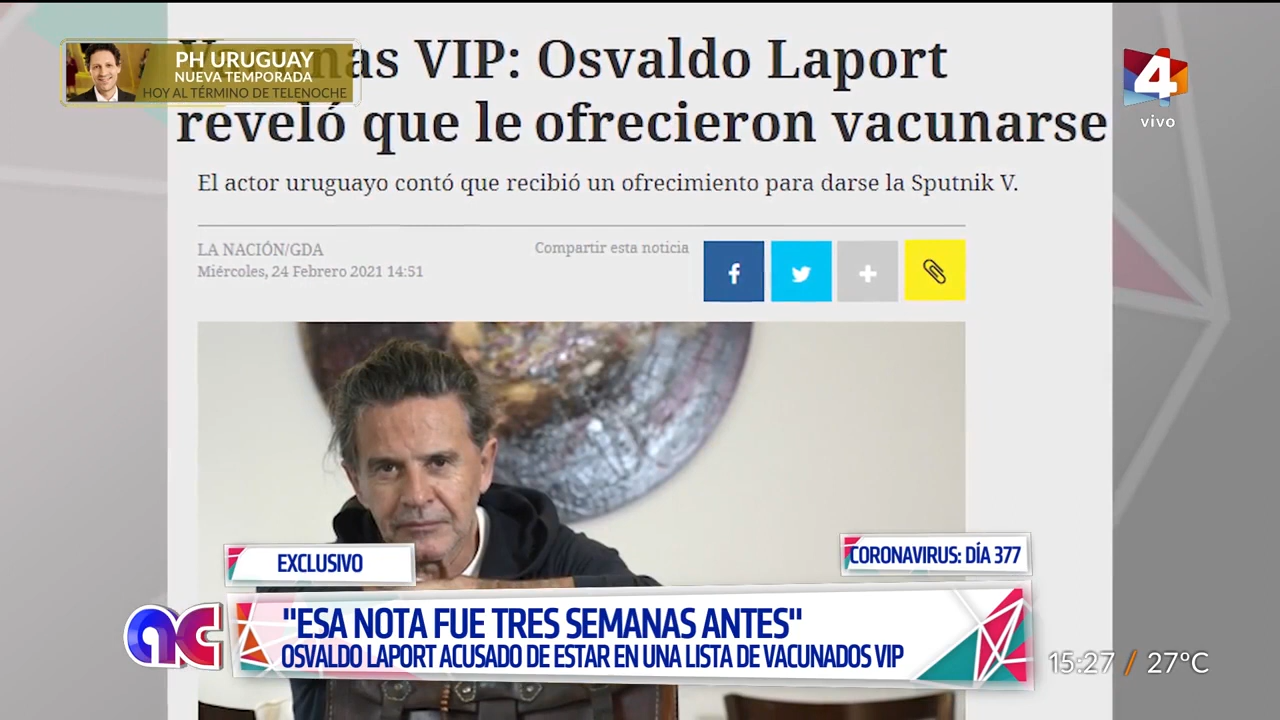 PH URUGUAY
NUEVA TEMPORADA
HOY AL TÉRMINO DE TELENOCHE
VIP: Osvaldo Laport
reveló que le ofrecieron vacunarse
El actor uruguayo contó que recibió un ofrecimiento para darse la Sputnik V.
LA NACIÓN/GDA
Miércoles, 24 Febrero 2021 14:51
Compartir esta noticia
4
vivo
EXCLUSIVO
CORONAVIRUS: DÍA 377
"ESA NOTA FUE TRES SEMANAS ANTES"
OSVALDO LAPORT ACUSADO DE ESTAR EN UNA LISTA DE VACUNADOS VIP
15:27 / 27°C